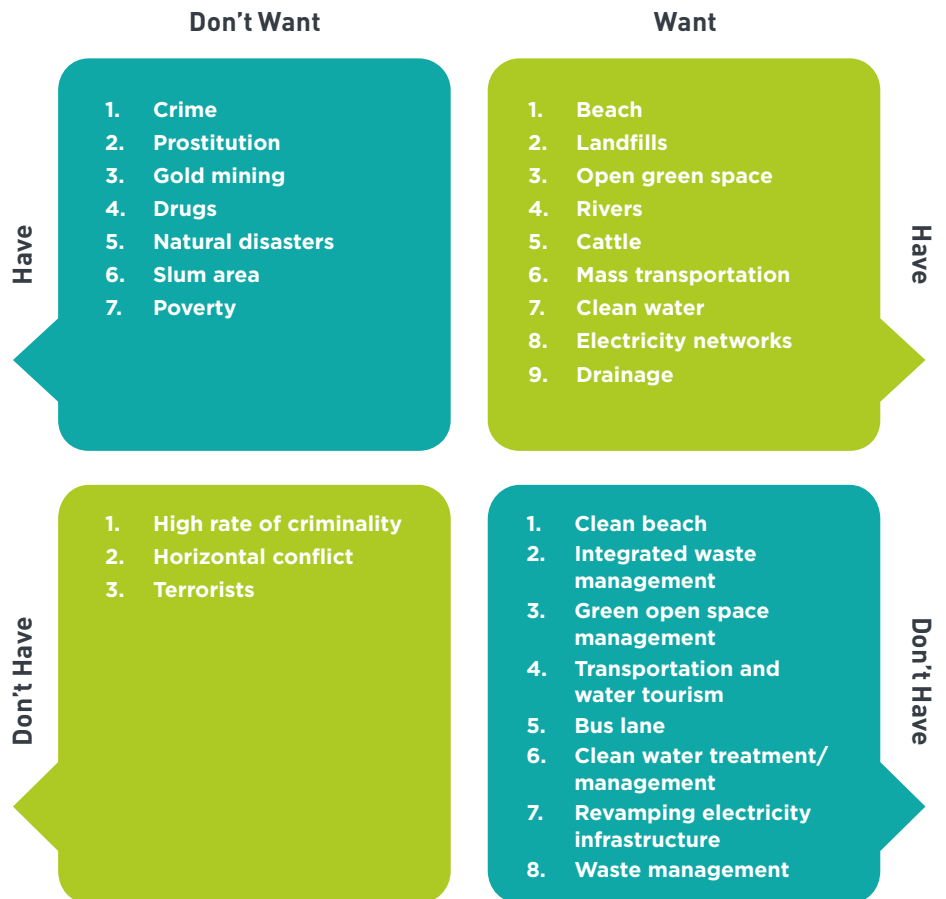 Don't Want
Want
Have
1. Crime
2. Prostitution
3. Gold mining
4. Drugs
5. Natural disasters
6. Slum area
7. Poverty
1. Beach
2. Landfills
3. Open green space
4. Rivers
5. Cattle
6. Mass transportation
7. Clean water
8. Electricity networks
9. Drainage
Have
Don't Have
1. High rate of criminality
2. Horizontal conflict
3. Terrorists
1. Clean beach
2. Integrated waste
management
3. Green open space
management
4. Transportation and
water tourism
5. Bus lane
6. Clean water treatment/
management
7. Revamping electricity
infrastructure
8. Waste management
Don't Have